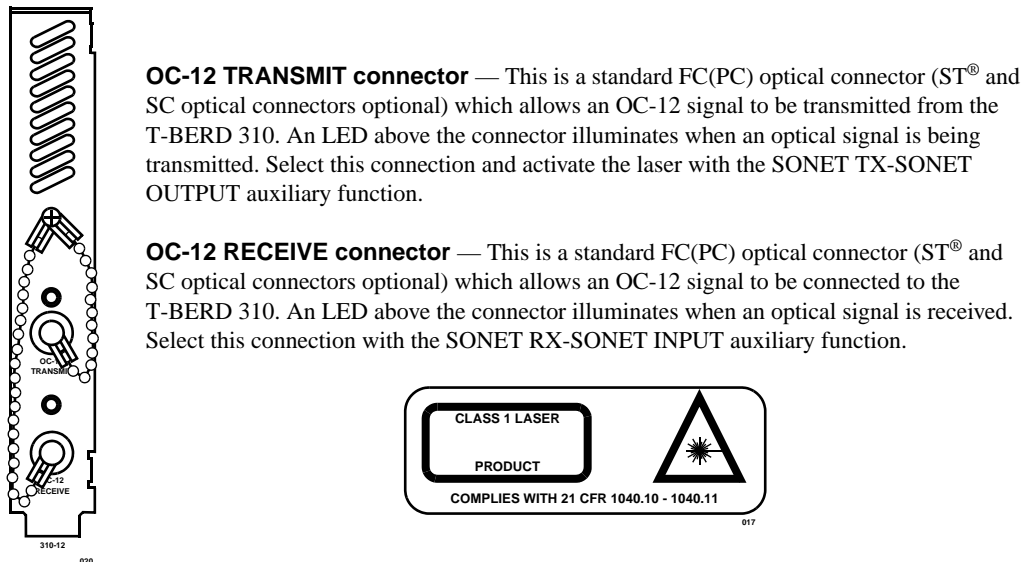 OC-12 TRANSMIT connector — This is a standard FC(PC) optical connector (ST® and
SC optical connectors optional) which allows an OC-12 signal to be transmitted from the
T-BERD 310. An LED above the connector illuminates when an optical signal is being
transmitted. Select this connection and activate the laser with the SONET TX-SONET
OUTPUT auxiliary function.
OC-12 RECEIVE connector — This is a standard FC(PC) optical connector (ST® and
SC optical connectors optional) which allows an OC-12 signal to be connected to the
T-BERD 310. An LED above the connector illuminates when an optical signal is received.
Select this connection with the SONET RX-SONET INPUT auxiliary function.
CLASS 1 LASER
PRODUCT
COMPLIES WITH 21 CFR 1040.10 - 1040.11
017
310-12
020